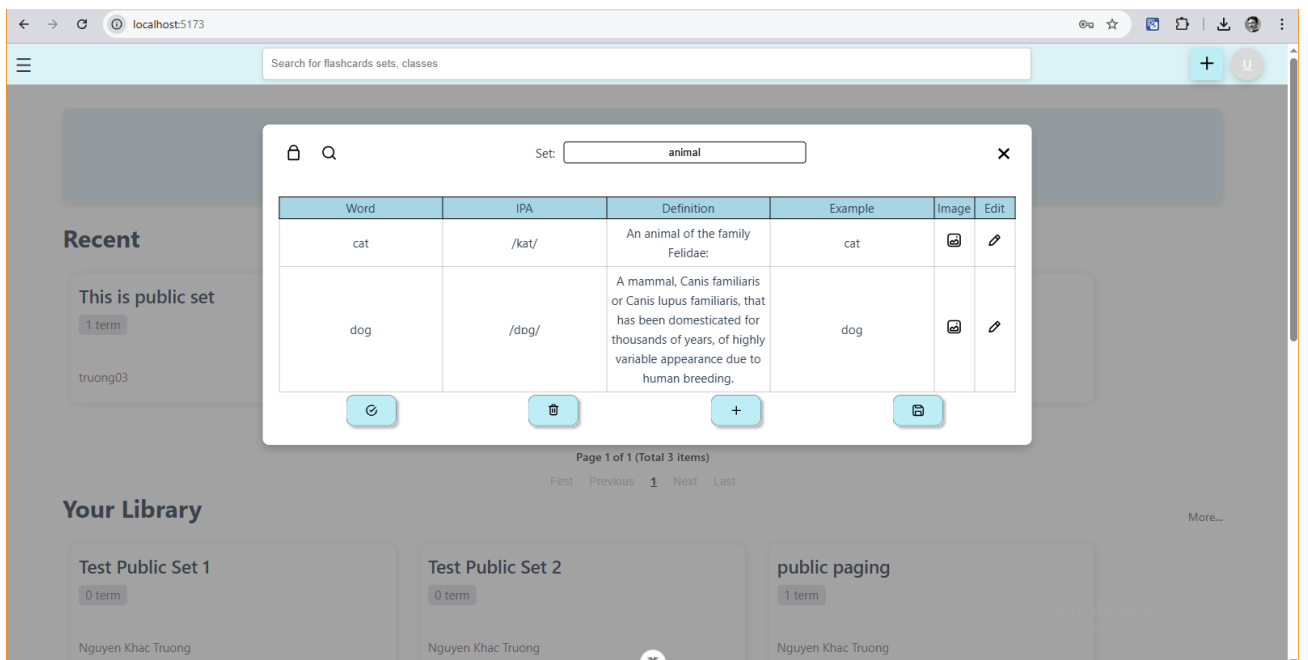 localhost:5173
Search for flashcards sets, classes
U
Set: animal
Word IPA Definition Example Image Edit
cat /kat/ An animal of the family Felidae: cat
dog /dɒg/ A mammal, Canis familiaris or Canis lupus familiaris, that has been domesticated for thousands of years, of highly variable appearance due to human breeding. dog
Recent
This is public set
1 term
truong03
Page 1 of 1 (Total 3 items)
First Previous 1 Next Last
Your Library
More...
Test Public Set 1
0 term
Nguyen Khac Truong
Test Public Set 2
0 term
Nguyen Khac Truong
public paging
1 term
Nguyen Khac Truong